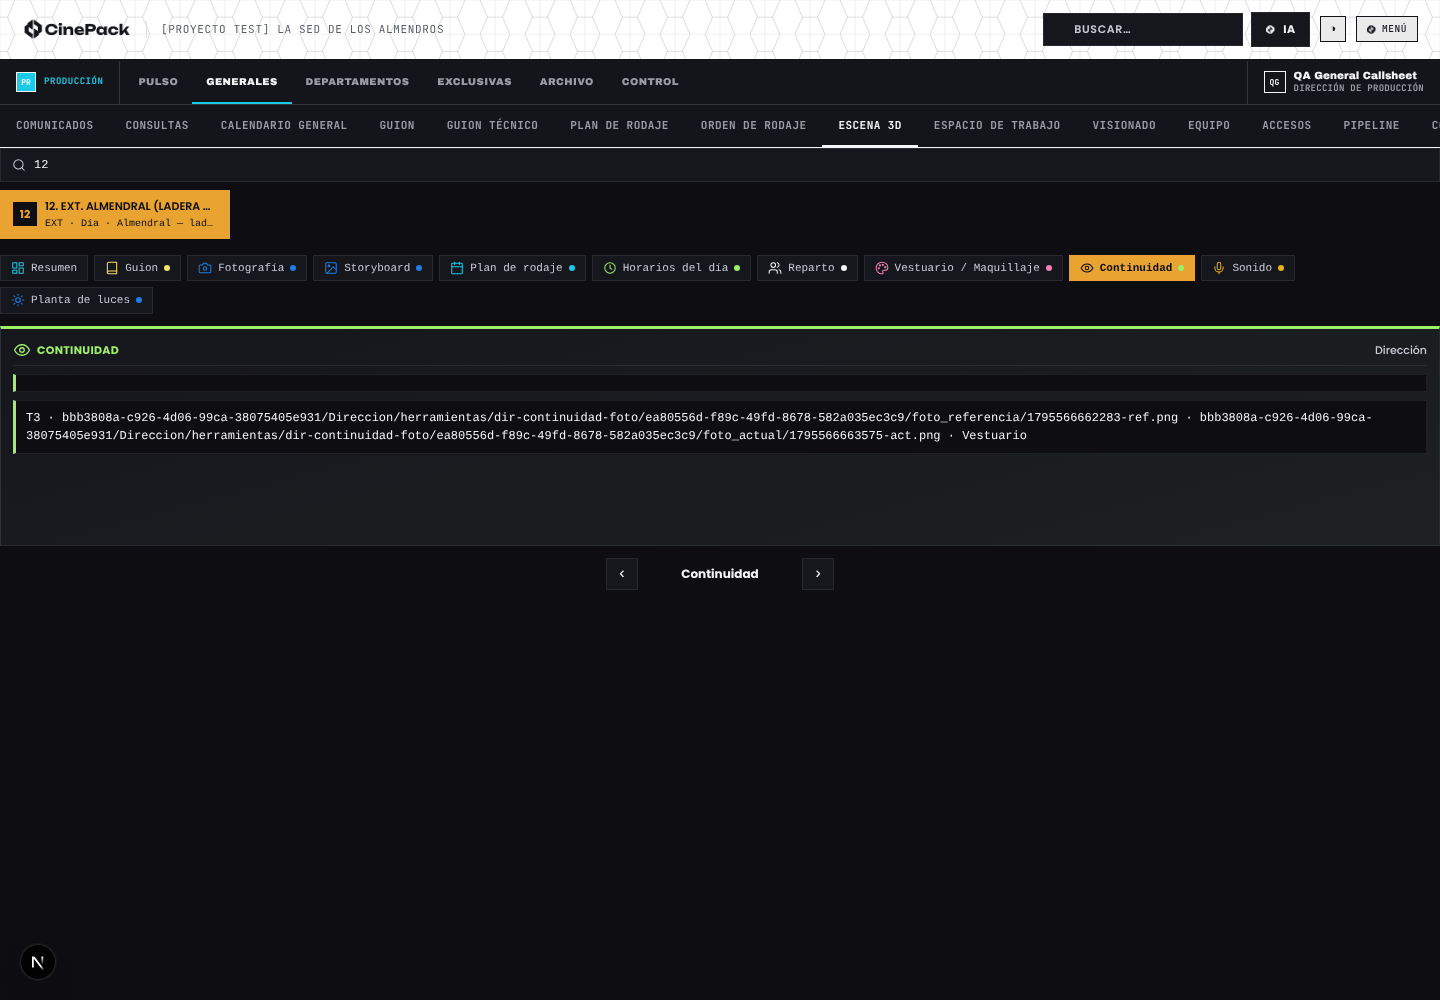 CinePack
[PROYECTO TEST] LA SED DE LOS ALMENDROS
BUSCAR…
IA
MENÚ
PR
PRODUCCIÓN
PULSO
GENERALES
DEPARTAMENTOS
EXCLUSIVAS
ARCHIVO
CONTROL
QG
QA General Callsheet
DIRECCIÓN DE PRODUCCIÓN
COMUNICADOS
CONSULTAS
CALENDARIO GENERAL
GUION
GUION TÉCNICO
PLAN DE RODAJE
ORDEN DE RODAJE
ESCENA 3D
ESPACIO DE TRABAJO
VISIONADO
EQUIPO
ACCESOS
PIPELINE
12
12
12. EXT. ALMENDRAL (LADERA …
EXT · Día · Almendral — lad…
Resumen
Guion
Fotografía
Storyboard
Plan de rodaje
Horarios del día
Reparto
Vestuario / Maquillaje
Continuidad
Sonido
Planta de luces
CONTINUIDAD
Dirección
T3 · bbb3808a-c926-4d06-99ca-38075405e931/Direccion/herramientas/dir-continuidad-foto/ea80556d-f89c-49fd-8678-582a035ec3c9/foto_referencia/1795566662283-ref.png · bbb3808a-c926-4d06-99ca-
38075405e931/Direccion/herramientas/dir-continuidad-foto/ea80556d-f89c-49fd-8678-582a035ec3c9/foto_actual/1795566663575-act.png · Vestuario
‹
Continuidad
›
N